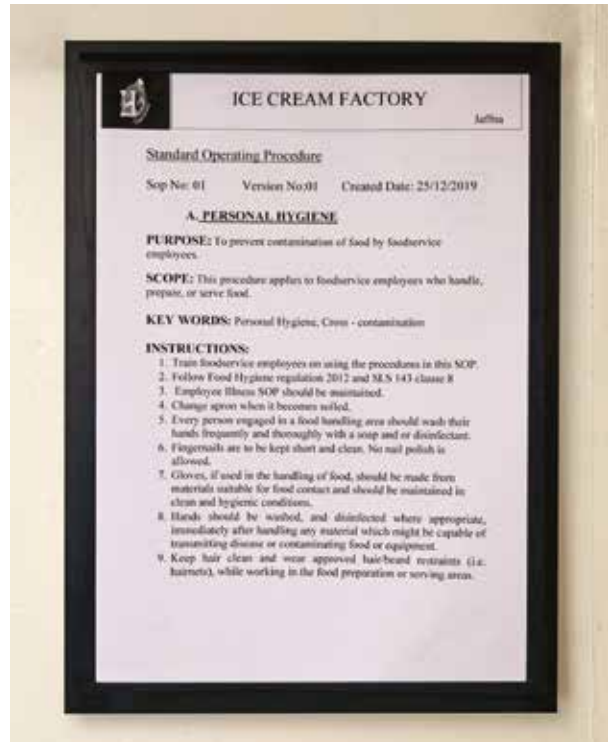 ICE CREAM FACTORY
Jaffna
Standard Operating Procedure
Sop No: 01 Version No:01 Created Date: 25/12/2019
A. PERSONAL HYGIENE
PURPOSE: To prevent contamination of food by foodservice
employees.
SCOPE: This procedure applies to foodservice employees who handle,
prepare, or serve food.
KEY WORDS: Personal Hygiene, Cross - contamination
INSTRUCTIONS:
1. Train foodservice employees on using the procedures in this SOP.
2. Follow Food Hygiene regulation 2012 and SLS 143 clause 8
3. Employee Illness SOP should be maintained.
4. Change apron when it becomes soiled.
5. Every person engaged in a food handling area should wash their
hands frequently and thoroughly with a soap and or disinfectant.
6. Fingernails are to be kept short and clean. No nail polish is
allowed.
7. Gloves, if used in the handling of food, should be made from
materials suitable for food contact and should be maintained in
clean and hygienic conditions.
8. Hands should be washed, and disinfected where appropriate,
immediately after handling any material which might be capable of
transmitting disease or contaminating food or equipment.
9. Keep hair clean and wear approved hair/beard restraints (i.e.
hairnets), while working in the food preparation or serving areas.